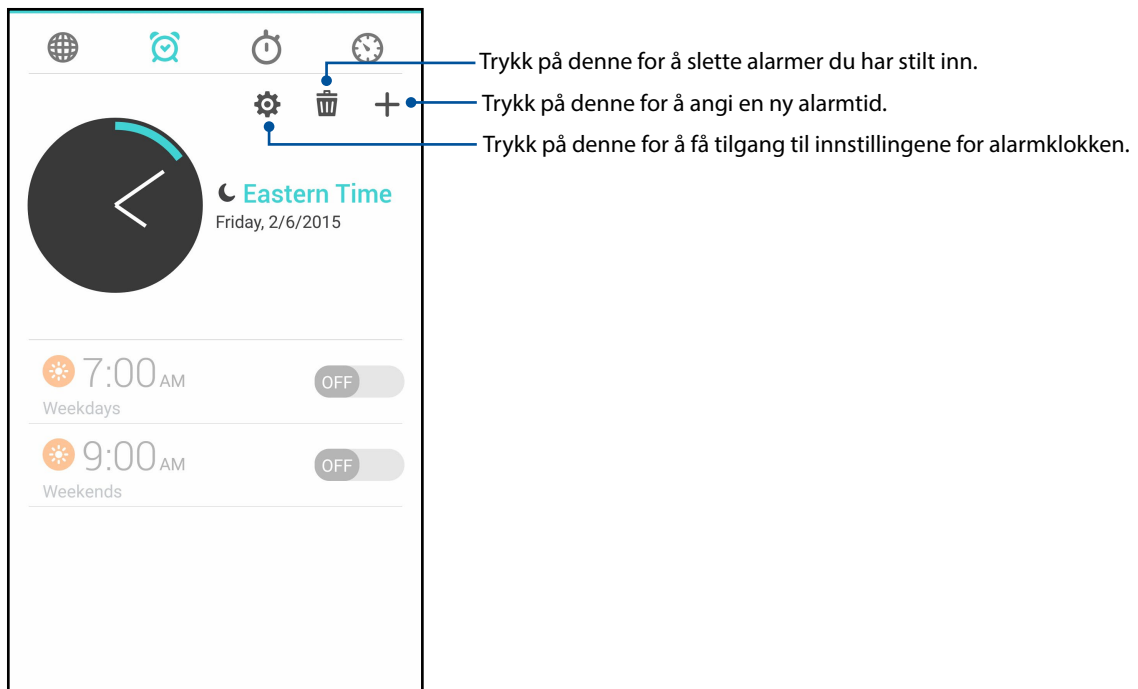 Trykk på denne for å slette alarmer du har stilt inn.
Trykk på denne for å angi en ny alarmtid.
Trykk på denne for å få tilgang til innstillingene for alarmklokken.
Eastern Time
Friday, 2/6/2015
7:00 AM
OFF
Weekdays
9:00 AM
OFF
Weekends